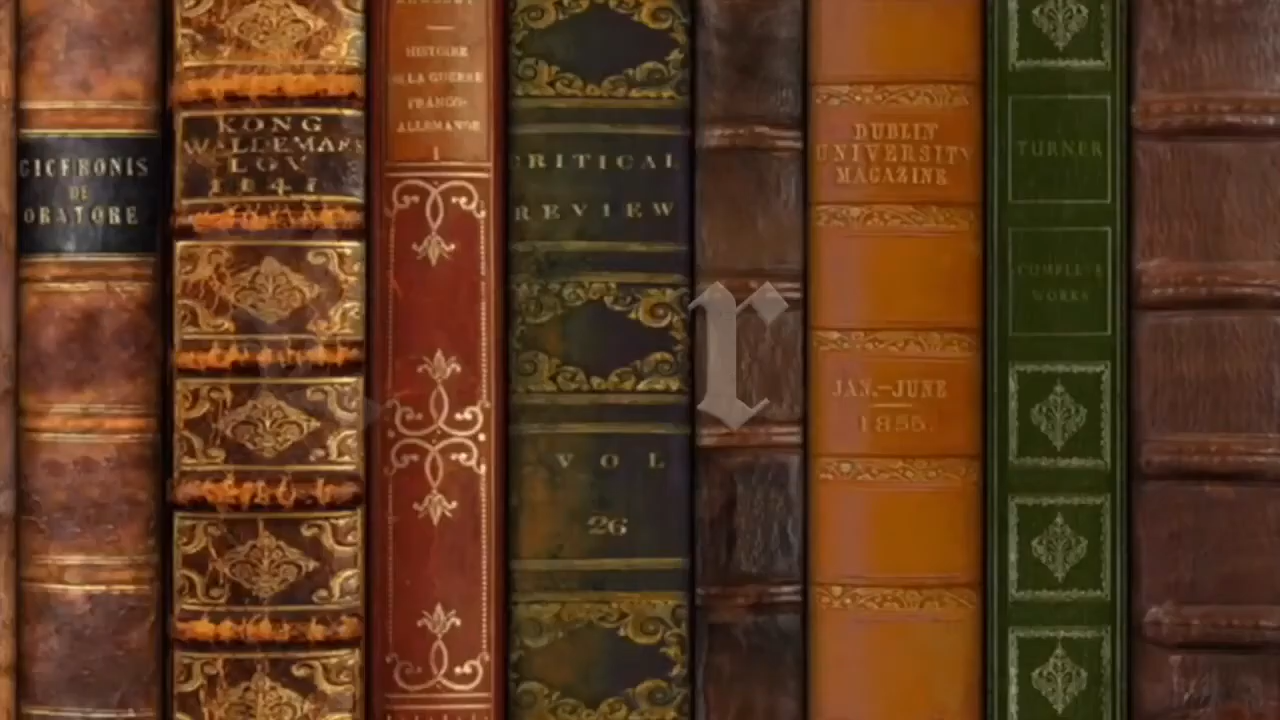 CICERONIS
DE
ORATORE
KONG
WALDEMARS
LOV
1847
HISTOIRE
DE LA GUERRE
FRANCO-
ALLEMANDE
I
CRITICAL
REVIEW
VOL
26
r
DUBLIN
UNIVERSITY
MAGAZINE
JAN.—JUNE
1855.
TURNER
COMPLETE
WORKS